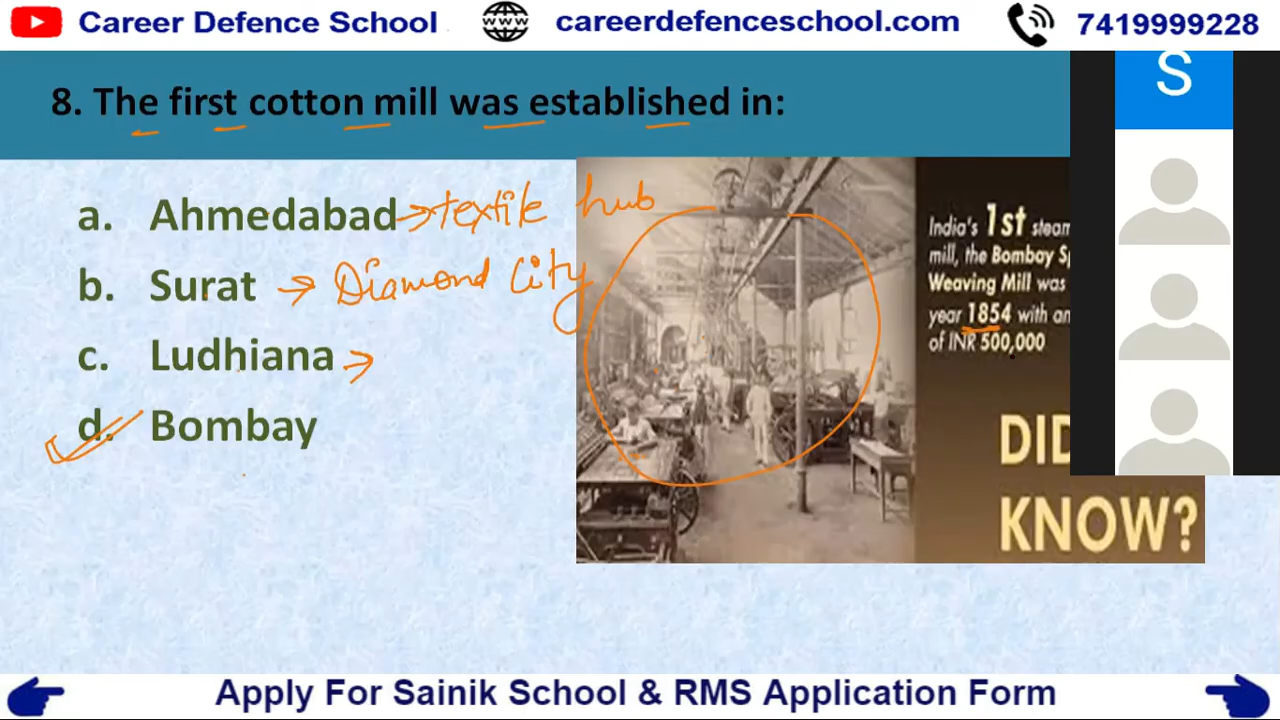 Career Defence School
WWW
careerdefenceschool.com
7419999228
8. The first cotton mill was established in:
S
a. Ahmedabad → textile hub
b. Surat → Diamond City
c. Ludhiana →
d. Bombay
India's 1st steam
mill, the Bombay
Weaving Mill was
year 1854 with an
of INR 500,000
DID
KNOW?
Apply For Sainik School & RMS Application Form